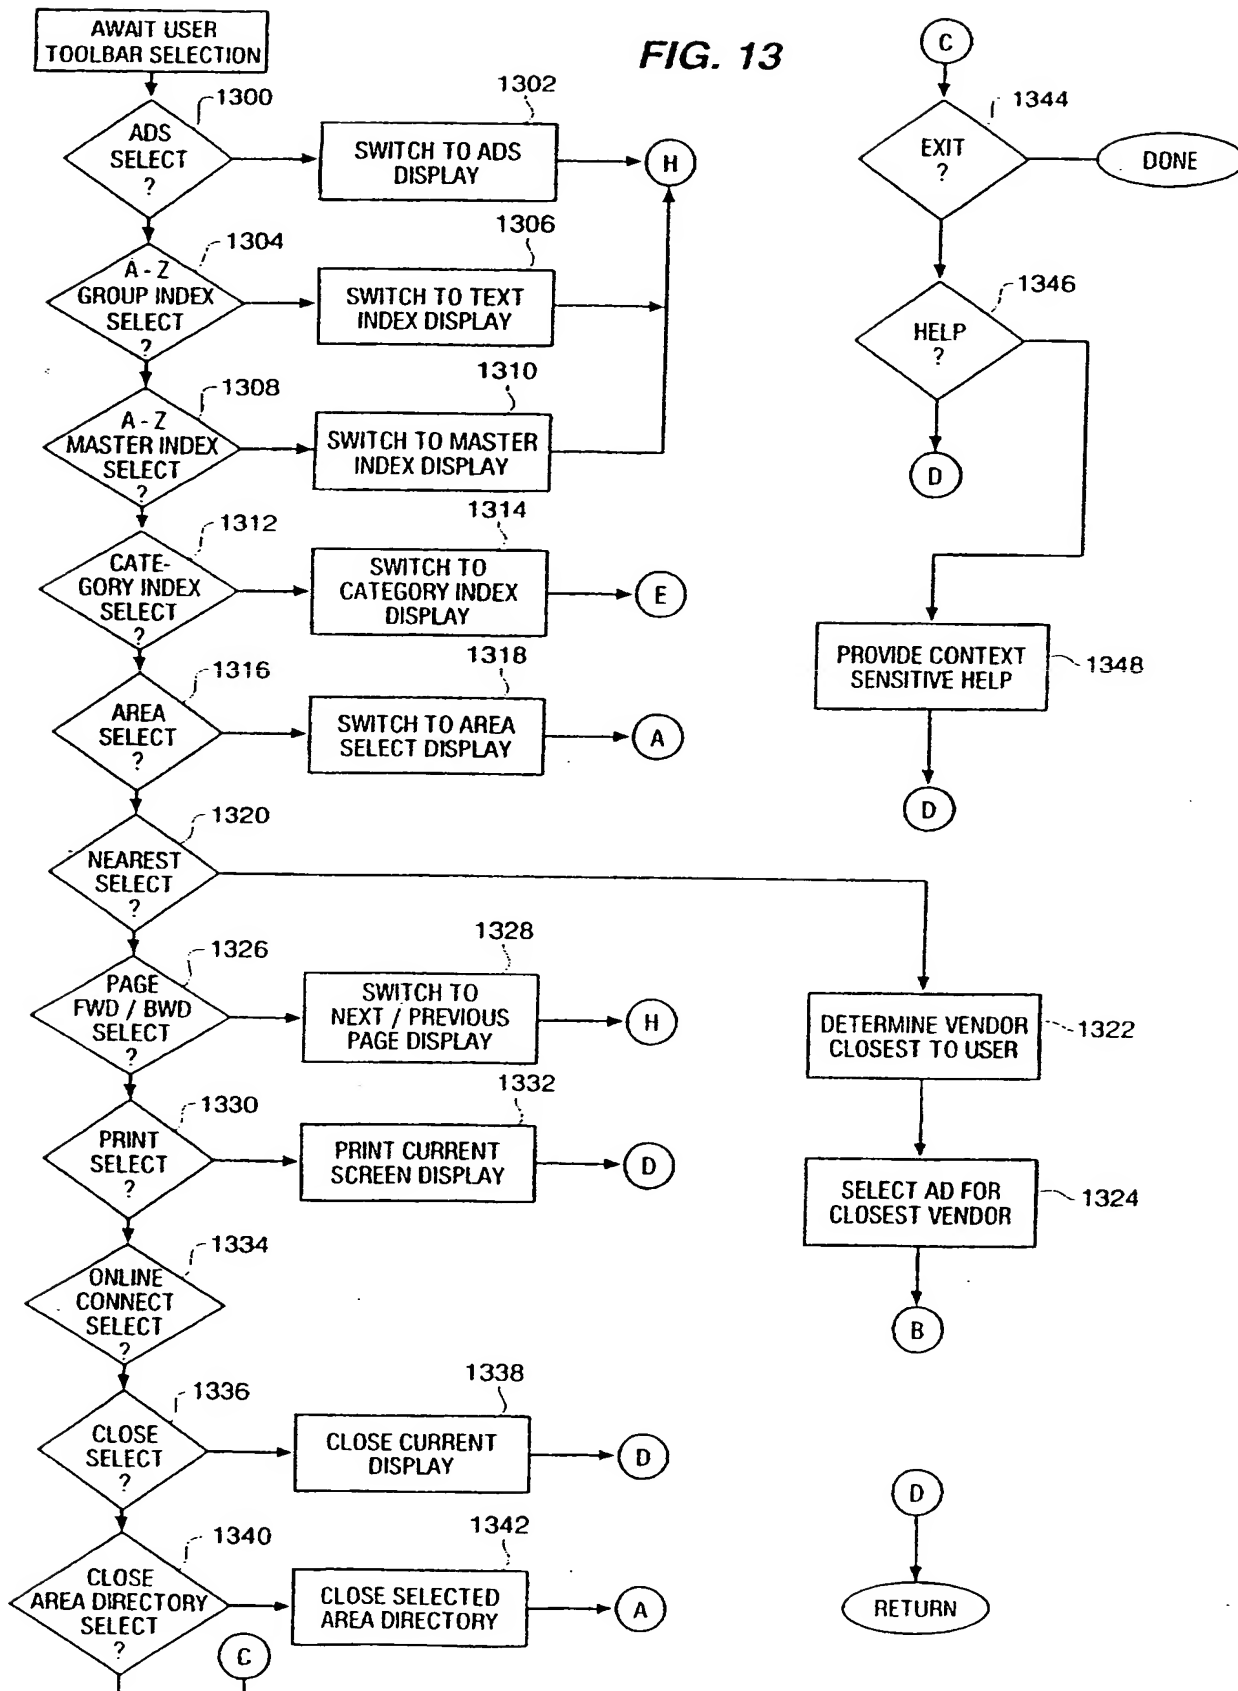 AWAIT USER
TOOLBAR SELECTION
FIG. 13
1300
ADS
SELECT
?
1302
SWITCH TO ADS
DISPLAY
H
1304
A - Z
GROUP INDEX
SELECT
?
1306
SWITCH TO TEXT
INDEX DISPLAY
1308
A - Z
MASTER INDEX
SELECT
?
1310
SWITCH TO MASTER
INDEX DISPLAY
1312
CATE-
GORY INDEX
SELECT
?
1314
SWITCH TO
CATEGORY INDEX
DISPLAY
E
1316
AREA
SELECT
?
1318
SWITCH TO AREA
SELECT DISPLAY
A
1320
NEAREST
SELECT
?
1326
PAGE
FWD / BWD
SELECT
?
1328
SWITCH TO
NEXT / PREVIOUS
PAGE DISPLAY
H
1330
PRINT
SELECT
?
1332
PRINT CURRENT
SCREEN DISPLAY
D
1334
ONLINE
CONNECT
SELECT
?
1336
CLOSE
SELECT
?
1338
CLOSE CURRENT
DISPLAY
D
1340
CLOSE
AREA DIRECTORY
SELECT
?
1342
CLOSE SELECTED
AREA DIRECTORY
A
C
C
1344
EXIT
?
DONE
1346
HELP
?
D
PROVIDE CONTEXT
SENSITIVE HELP
1348
D
DETERMINE VENDOR
CLOSEST TO USER
1322
SELECT AD FOR
CLOSEST VENDOR
1324
B
D
RETURN